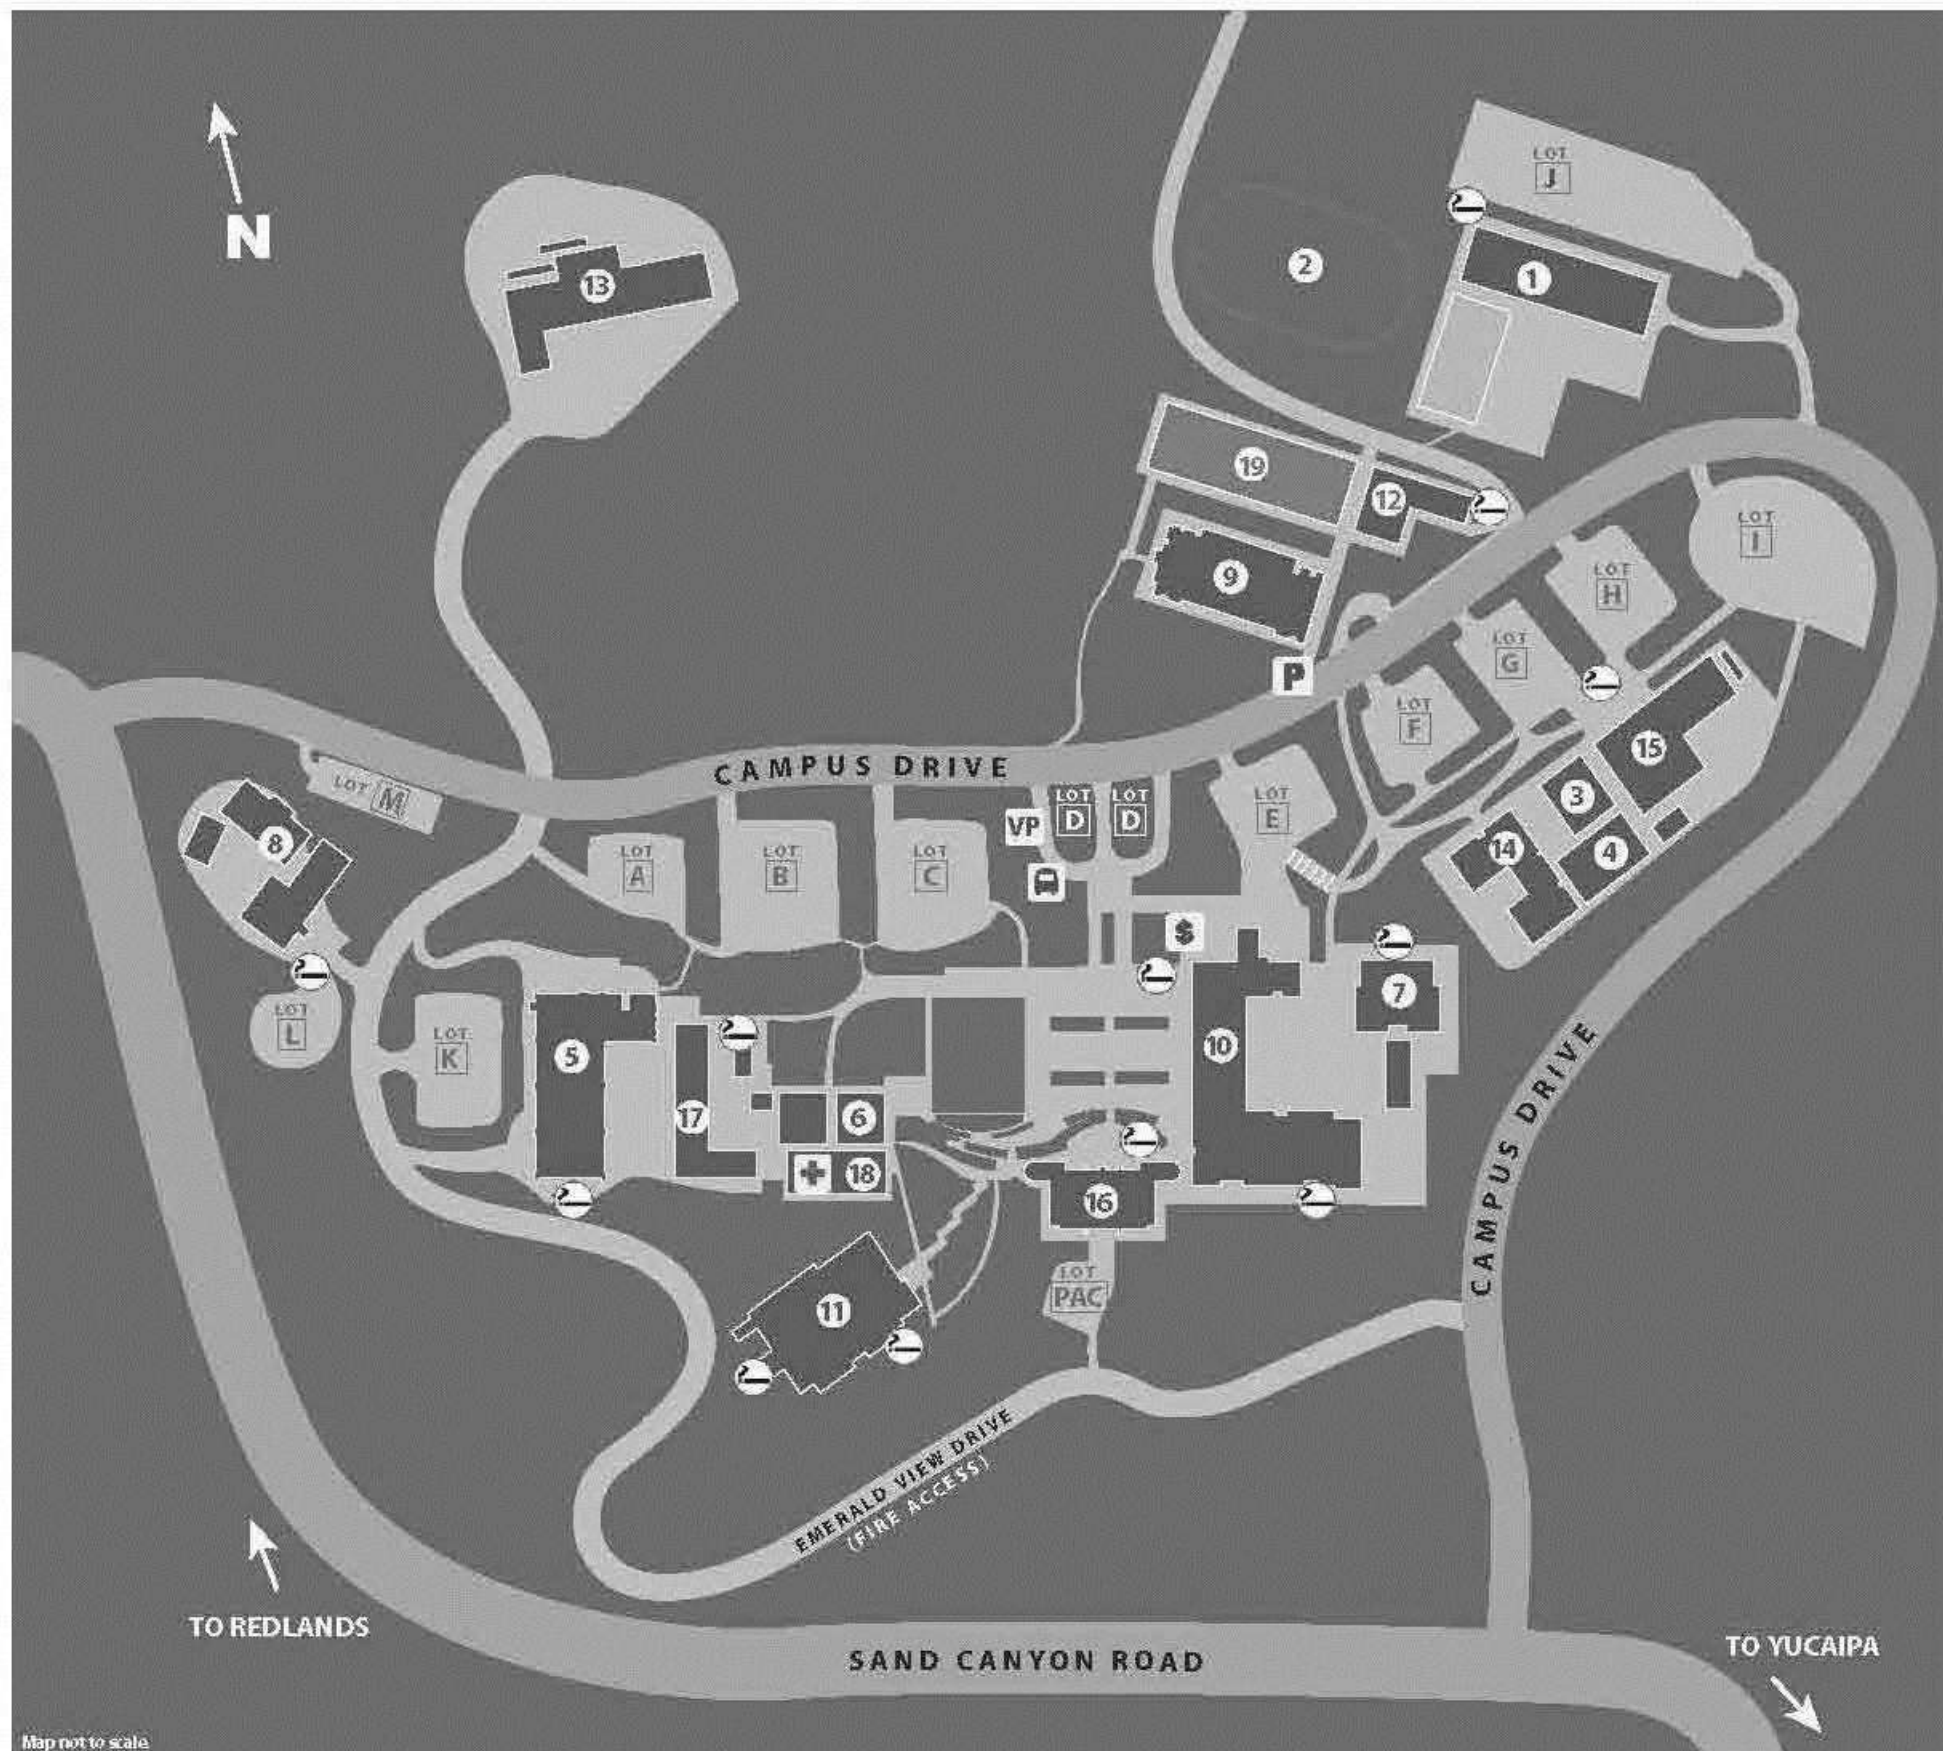 LOT
J
N
2
1
13
19
12
LOT
I
9
LOT
H
LOT
G
P
LOT
F
15
CAMPUS DRIVE
LOT M
LOT
D
LOT
D
LOT
E
3
VP
8
14
4
LOT
A
LOT
B
LOT
C
$
7
LOT
L
LOT
K
5
10
CAMPUS DRIVE
17
6
18
16
LOT
PAC
11
EMERALD VIEW DRIVE
(FIRE ACCESS)
TO REDLANDS
SAND CANYON ROAD
TO YUCAIPA
Map not to scale